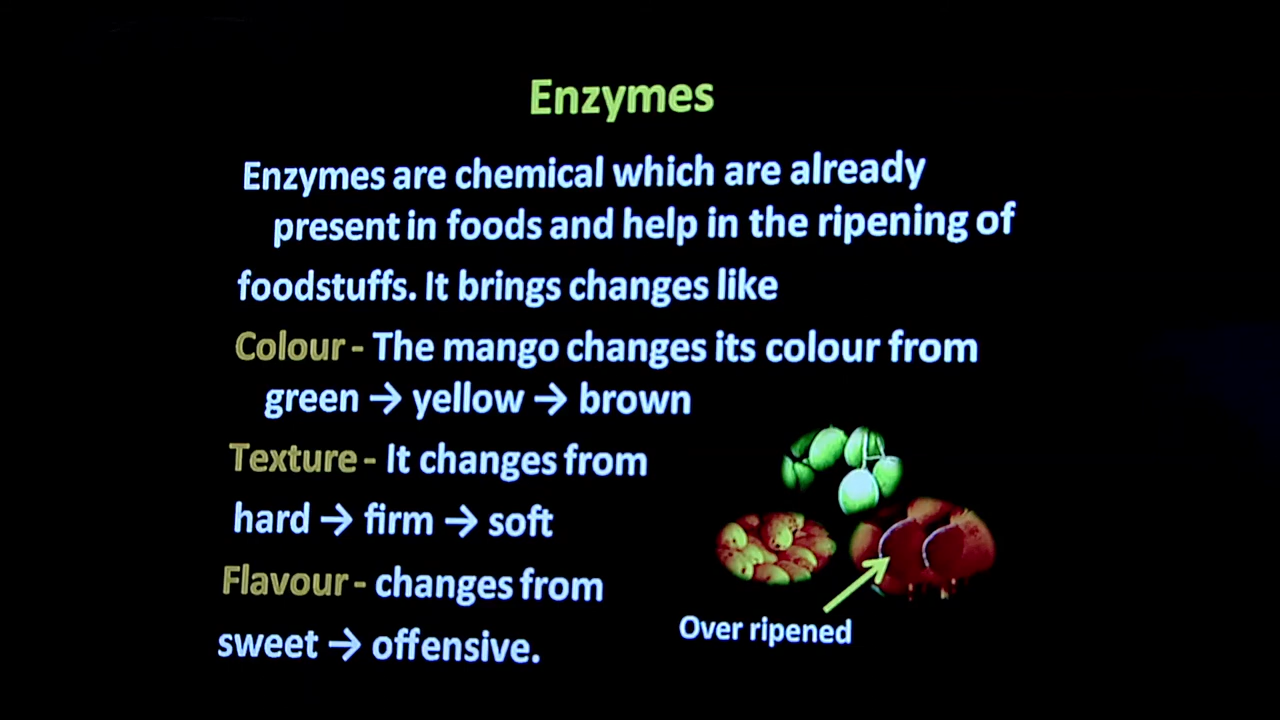 Enzymes
Enzymes are chemical which are already
present in foods and help in the ripening of
foodstuffs. It brings changes like
Colour - The mango changes its colour from
green → yellow → brown
Texture - It changes from
hard → firm → soft
Flavour - changes from
sweet → offensive.
Over ripened